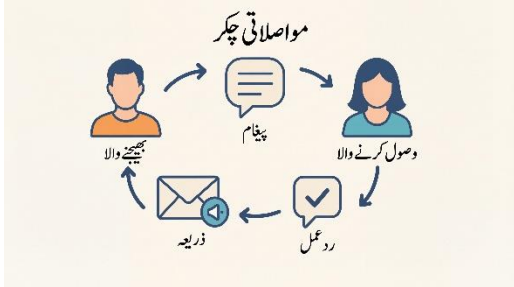 مواصلاتی چکر
پیغام
بھیجنے والا
وصول کرنے والا
ذریعہ
رد عمل